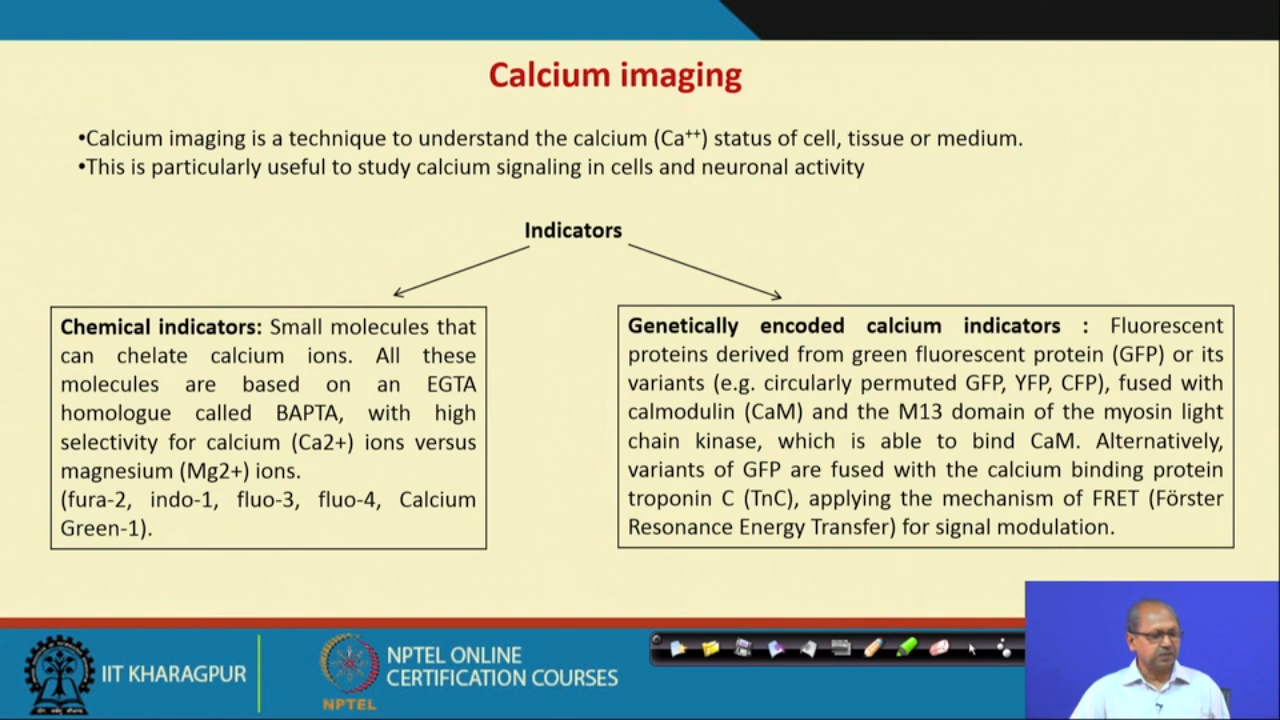 Calcium imaging
•Calcium imaging is a technique to understand the calcium (Ca⁺⁺) status of cell, tissue or medium.
•This is particularly useful to study calcium signaling in cells and neuronal activity
Indicators
Chemical indicators: Small molecules that
can chelate calcium ions. All these
molecules are based on an EGTA
homologue called BAPTA, with high
selectivity for calcium (Ca2+) ions versus
magnesium (Mg2+) ions.
(fura-2, indo-1, fluo-3, fluo-4, Calcium
Green-1).
Genetically encoded calcium indicators : Fluorescent
proteins derived from green fluorescent protein (GFP) or its
variants (e.g. circularly permuted GFP, YFP, CFP), fused with
calmodulin (CaM) and the M13 domain of the myosin light
chain kinase, which is able to bind CaM. Alternatively,
variants of GFP are fused with the calcium binding protein
troponin C (TnC), applying the mechanism of FRET (Förster
Resonance Energy Transfer) for signal modulation.
IIT KHARAGPUR
NPTEL
NPTEL ONLINE
CERTIFICATION COURSES